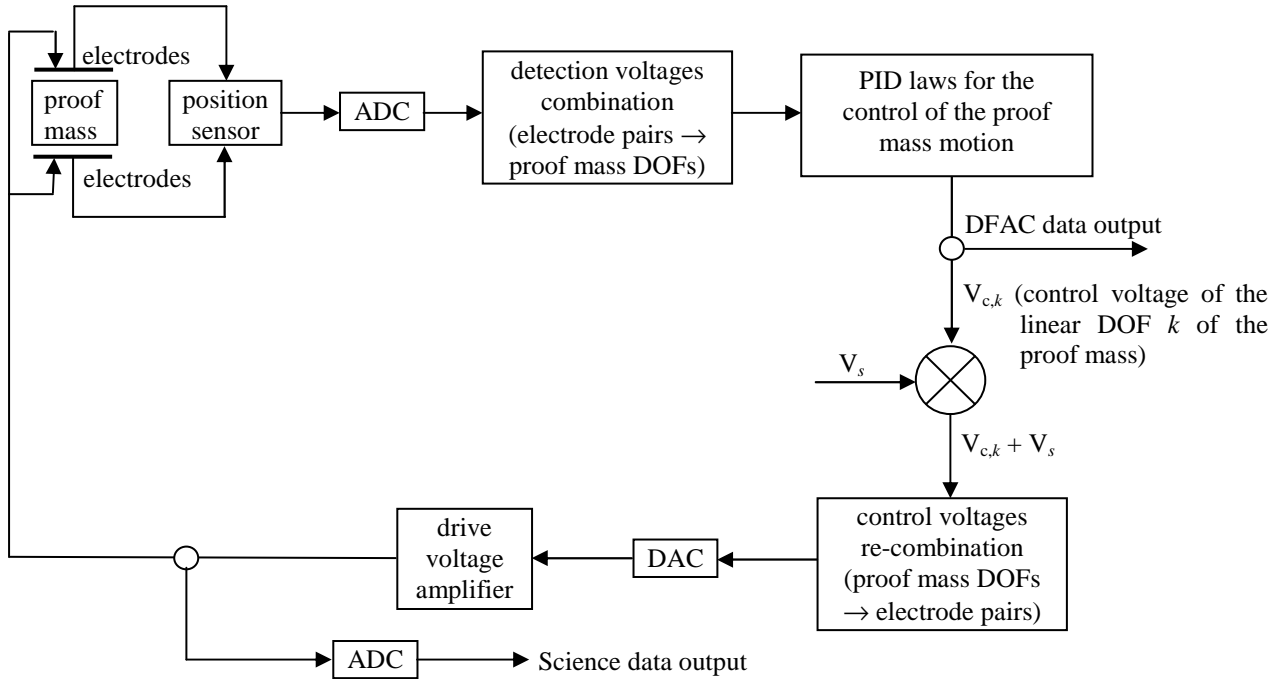 electrodes
proof
mass
electrodes
position
sensor
ADC
detection voltages
combination
(electrode pairs →
proof mass DOFs)
PID laws for the
control of the proof
mass motion
DFAC data output
V_{c,k} (control voltage of the
linear DOF k of the
proof mass)
V_s
V_{c,k} + V_s
control voltages
re-combination
(proof mass DOFs
→ electrode pairs)
DAC
drive
voltage
amplifier
ADC
Science data output